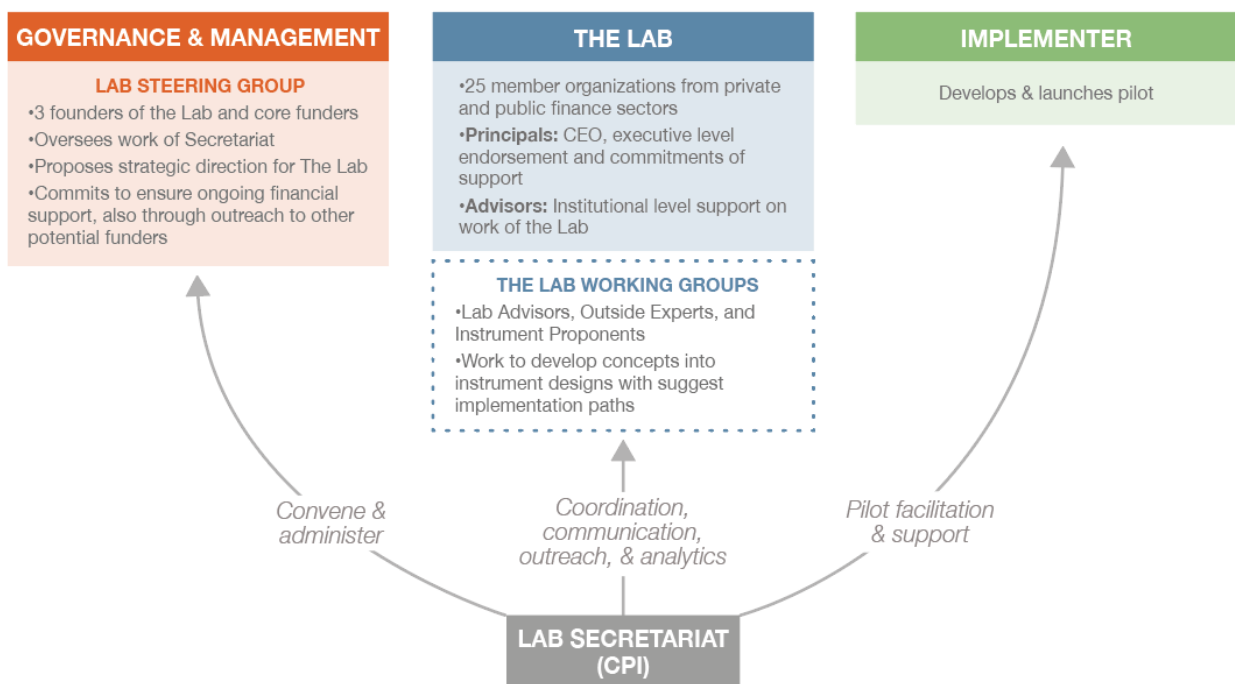 GOVERNANCE & MANAGEMENT
LAB STEERING GROUP
•3 founders of the Lab and core funders
•Oversees work of Secretariat
•Proposes strategic direction for The Lab
•Commits to ensure ongoing financial
support, also through outreach to other
potential funders
THE LAB
•25 member organizations from private
and public finance sectors
•Principals: CEO, executive level
endorsement and commitments of
support
•Advisors: Institutional level support on
work of the Lab
THE LAB WORKING GROUPS
•Lab Advisors, Outside Experts, and
Instrument Proponents
•Work to develop concepts into
instrument designs with suggest
implementation paths
IMPLEMENTER
Develops & launches pilot
Convene &
administer
Coordination,
communication,
outreach, & analytics
Pilot facilitation
& support
LAB SECRETARIAT
(CPI)